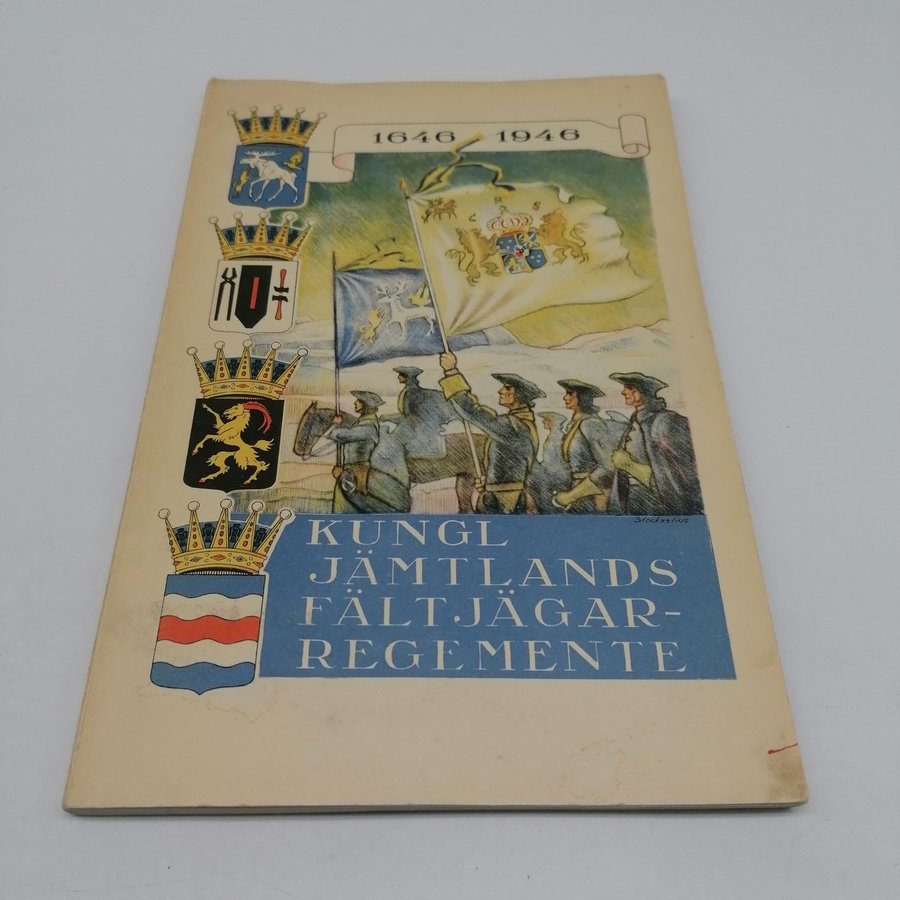 1646 1946
KUNGL
JÄMTLANDS
FÄLTJÄGAR-
REGEMENTE